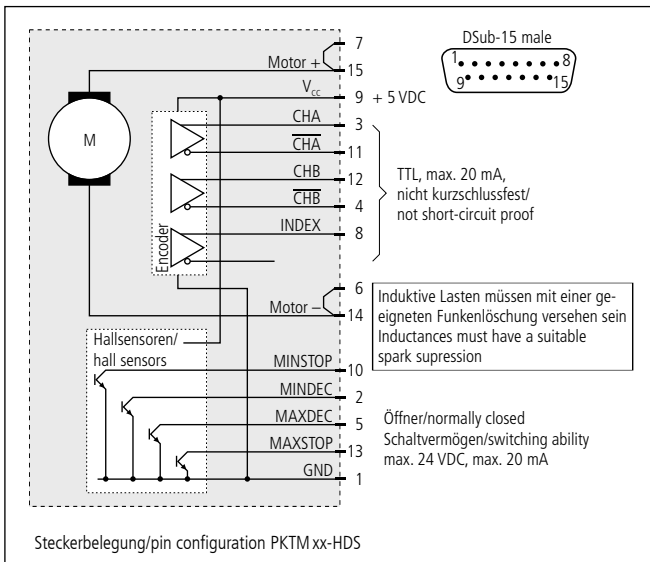 7
DSub-15 male
Motor +
15
1
8
9
15
V_CC
9
+ 5 VDC
CHA
3
M
C̅H̅A̅
11
CHB
12
TTL, max. 20 mA,
nicht kurzschlussfest/
not short-circuit proof
C̅H̅B̅
4
INDEX
8
Encoder
6
Motor –
14
Induktive Lasten müssen mit einer ge-
eigneten Funkenlöschung versehen sein
Inductances must have a suitable
spark supression
Hallsensoren/
hall sensors
MINSTOP
10
MINDEC
2
MAXDEC
5
Öffner/normally closed
Schaltvermögen/switching ability
max. 24 VDC, max. 20 mA
MAXSTOP
13
GND
1
Steckerbelegung/pin configuration PKTM xx-HDS